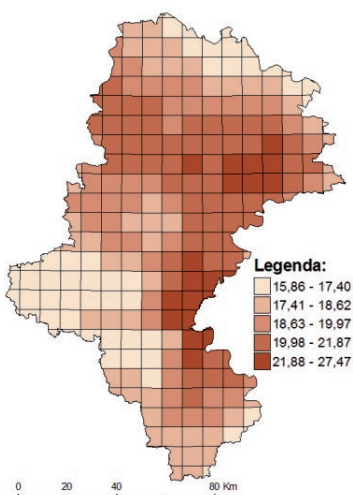 Legenda:
15,86 - 17,40
17,41 - 18,62
18,63 - 19,97
19,98 - 21,87
21,88 - 27,47
0 20 40 80 Km